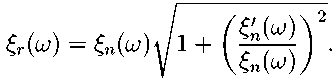 ξ_r(ω) = ξ_n(ω)√(1 + (ξ′_n(ω)/ξ_n(ω))²).